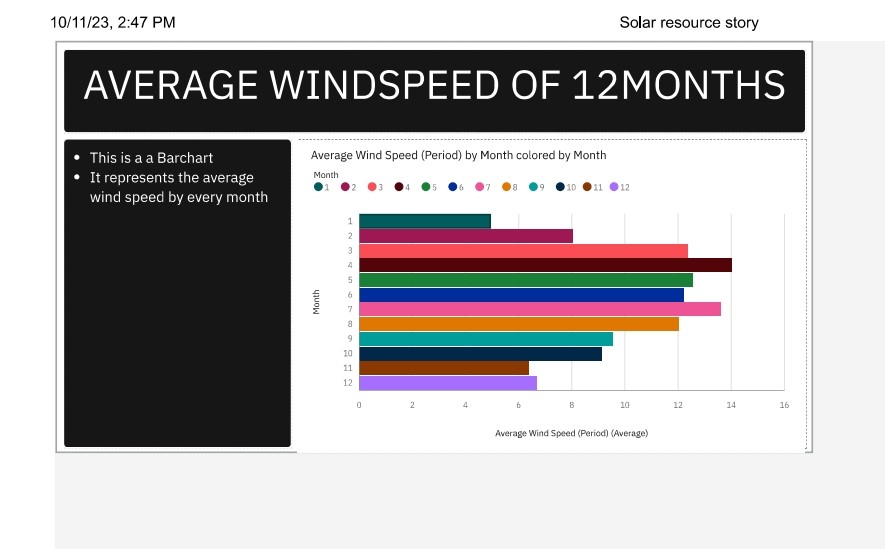 10/11/23, 2:47 PM Solar resource story
AVERAGE WINDSPEED OF 12MONTHS
• This is a a Barchart
• It represents the average
wind speed by every month
Average Wind Speed (Period) by Month colored by Month
Month
1 2 3 4 5 6 7 8 9 10 11 12
Month
1
2
3
4
5
6
7
8
9
10
11
12
0 2 4 6 8 10 12 14 16
Average Wind Speed (Period) (Average)